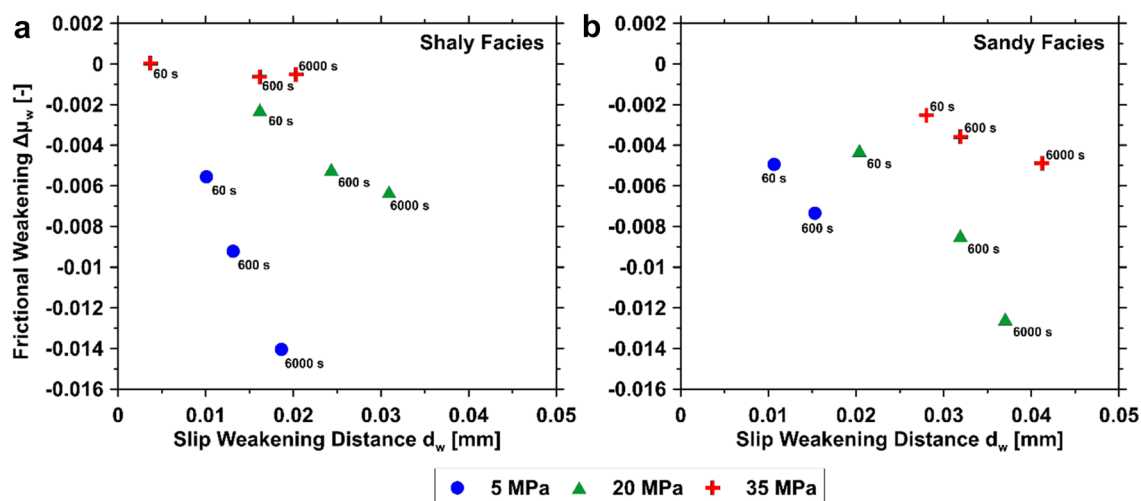 a
Shaly Facies
0.002
0
-0.002
-0.004
-0.006
-0.008
-0.01
-0.012
-0.014
-0.016
Frictional Weakening Δμw [-]
60 s
600 s
6000 s
60 s
600 s
6000 s
60 s
600 s
6000 s
0 0.01 0.02 0.03 0.04 0.05
Slip Weakening Distance dw [mm]
b
Sandy Facies
0.002
0
-0.002
-0.004
-0.006
-0.008
-0.01
-0.012
-0.014
-0.016
60 s
600 s
6000 s
60 s
600 s
6000 s
60 s
600 s
0 0.01 0.02 0.03 0.04 0.05
Slip Weakening Distance dw [mm]
5 MPa 20 MPa 35 MPa